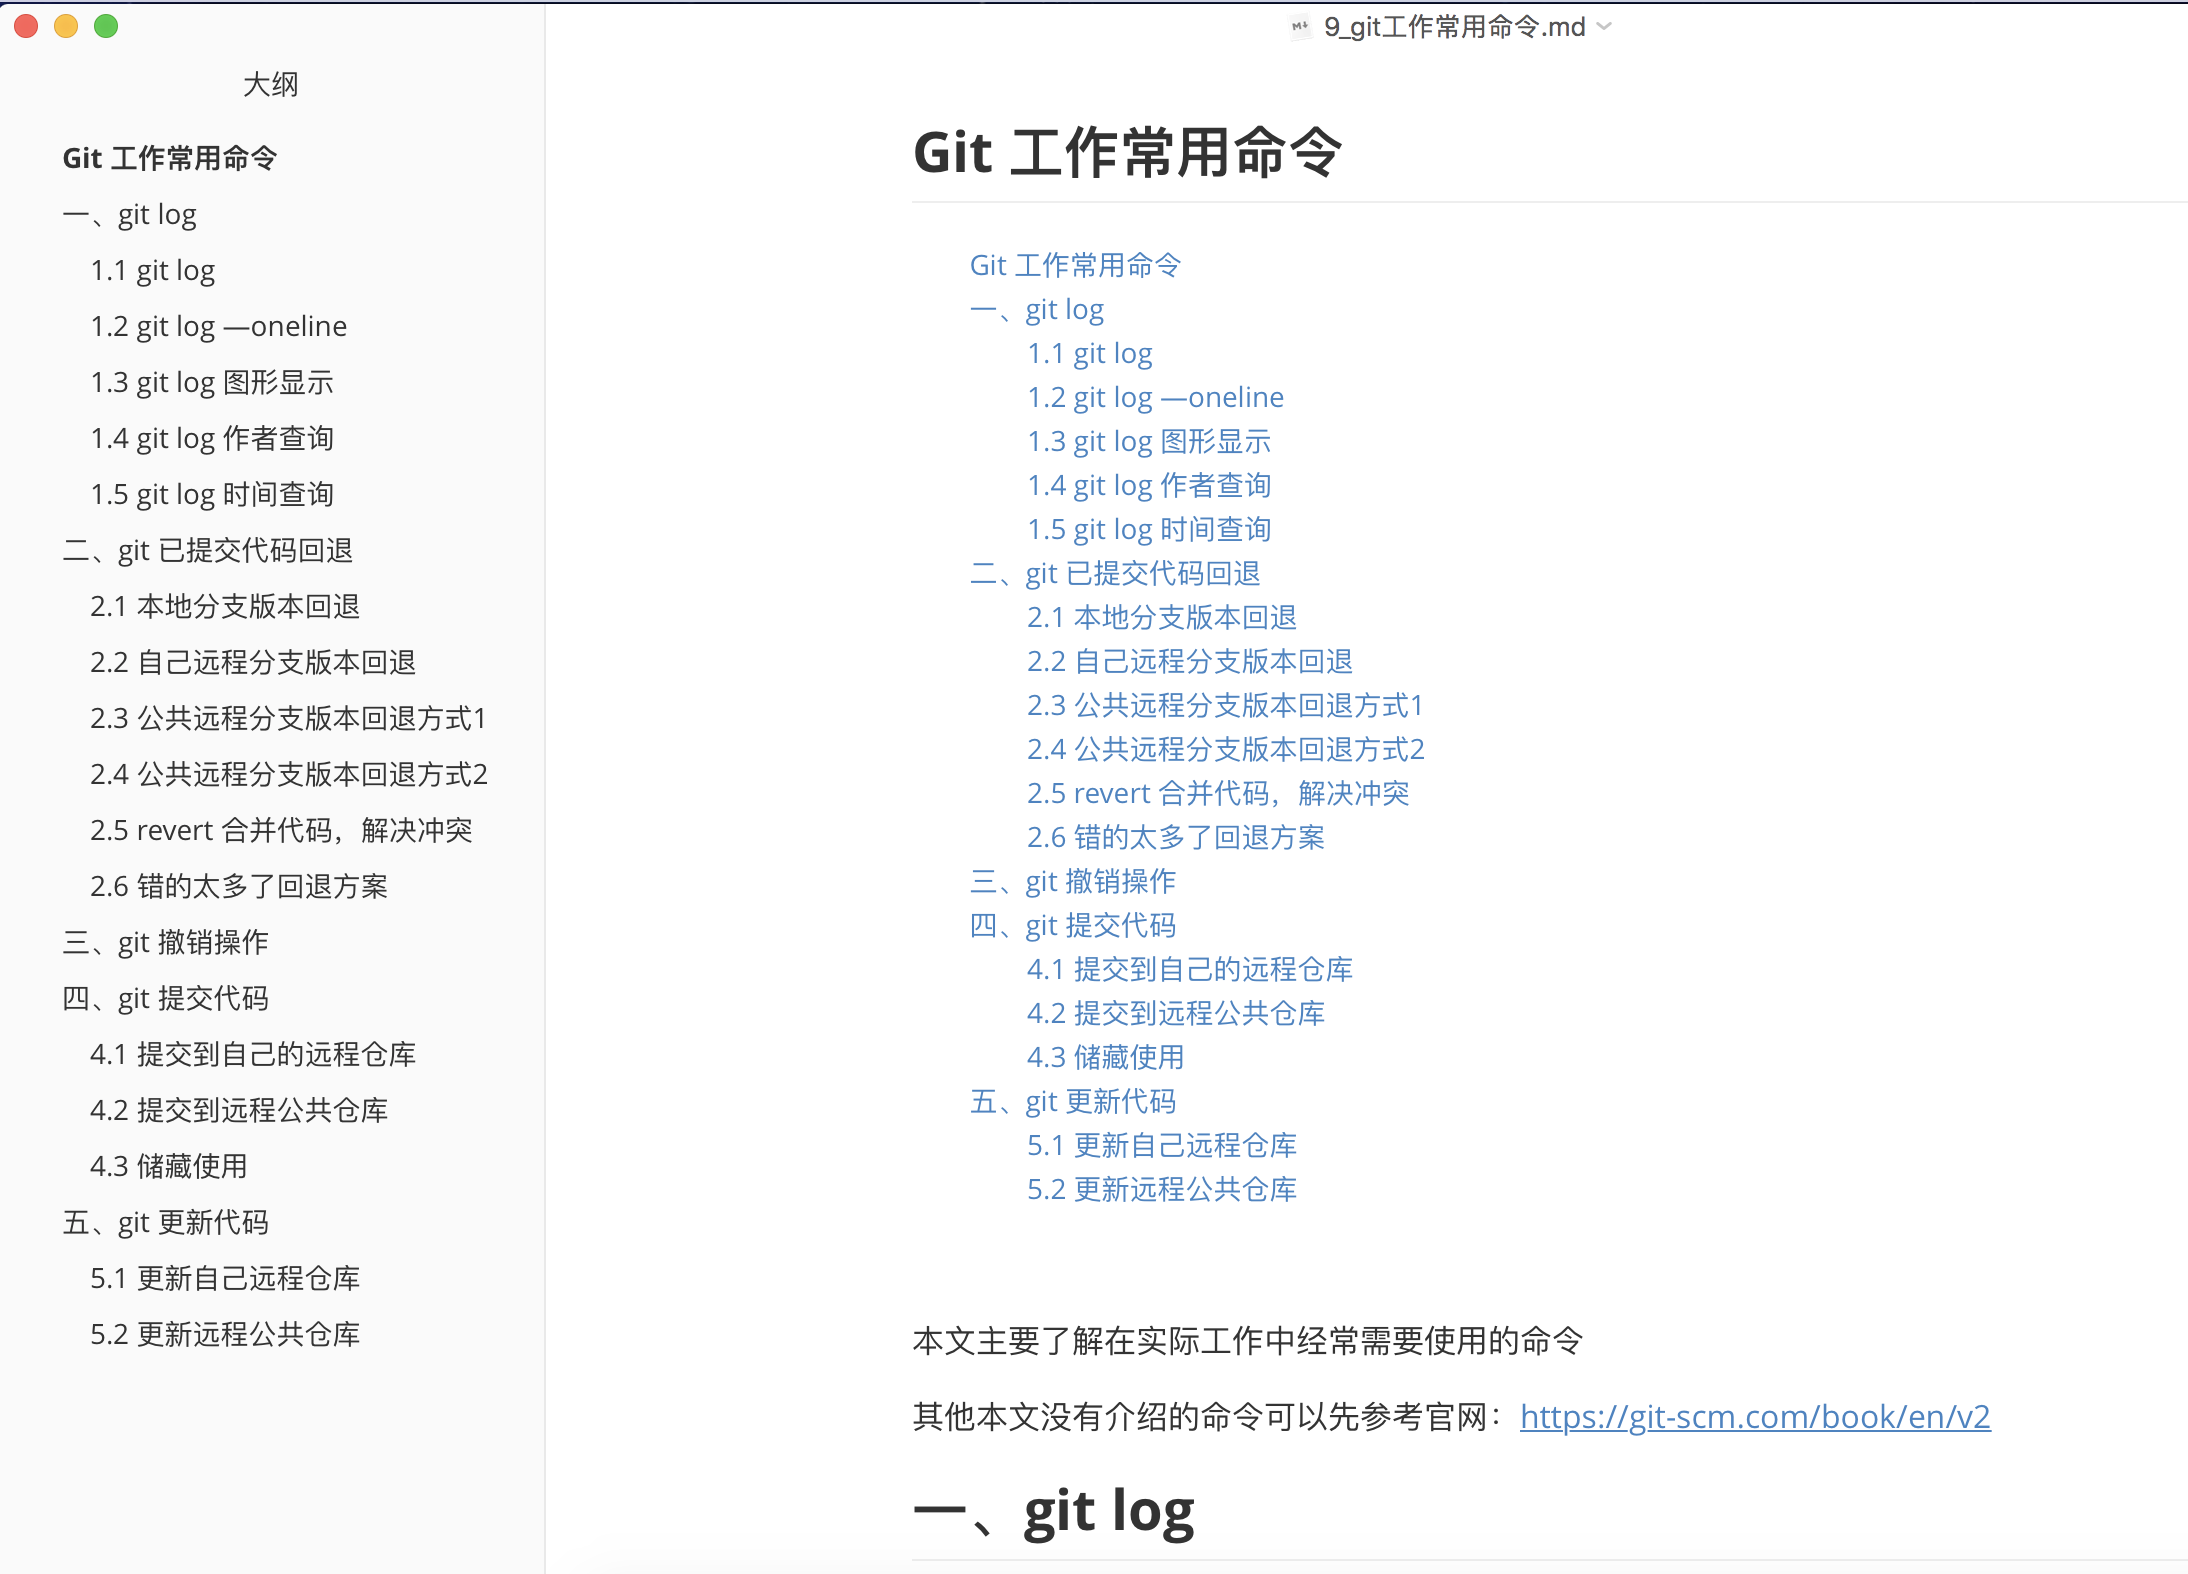 9_git工作常用命令.md
大纲
Git 工作常用命令
一、git log
1.1 git log
1.2 git log —oneline
1.3 git log 图形显示
1.4 git log 作者查询
1.5 git log 时间查询
二、git 已提交代码回退
2.1 本地分支版本回退
2.2 自己远程分支版本回退
2.3 公共远程分支版本回退方式1
2.4 公共远程分支版本回退方式2
2.5 revert 合并代码，解决冲突
2.6 错的太多了回退方案
三、git 撤销操作
四、git 提交代码
4.1 提交到自己的远程仓库
4.2 提交到远程公共仓库
4.3 储藏使用
五、git 更新代码
5.1 更新自己远程仓库
5.2 更新远程公共仓库
Git 工作常用命令
Git 工作常用命令
一、git log
1.1 git log
1.2 git log —oneline
1.3 git log 图形显示
1.4 git log 作者查询
1.5 git log 时间查询
二、git 已提交代码回退
2.1 本地分支版本回退
2.2 自己远程分支版本回退
2.3 公共远程分支版本回退方式1
2.4 公共远程分支版本回退方式2
2.5 revert 合并代码，解决冲突
2.6 错的太多了回退方案
三、git 撤销操作
四、git 提交代码
4.1 提交到自己的远程仓库
4.2 提交到远程公共仓库
4.3 储藏使用
五、git 更新代码
5.1 更新自己远程仓库
5.2 更新远程公共仓库
本文主要了解在实际工作中经常需要使用的命令
其他本文没有介绍的命令可以先参考官网：https://git-scm.com/book/en/v2
一、git log